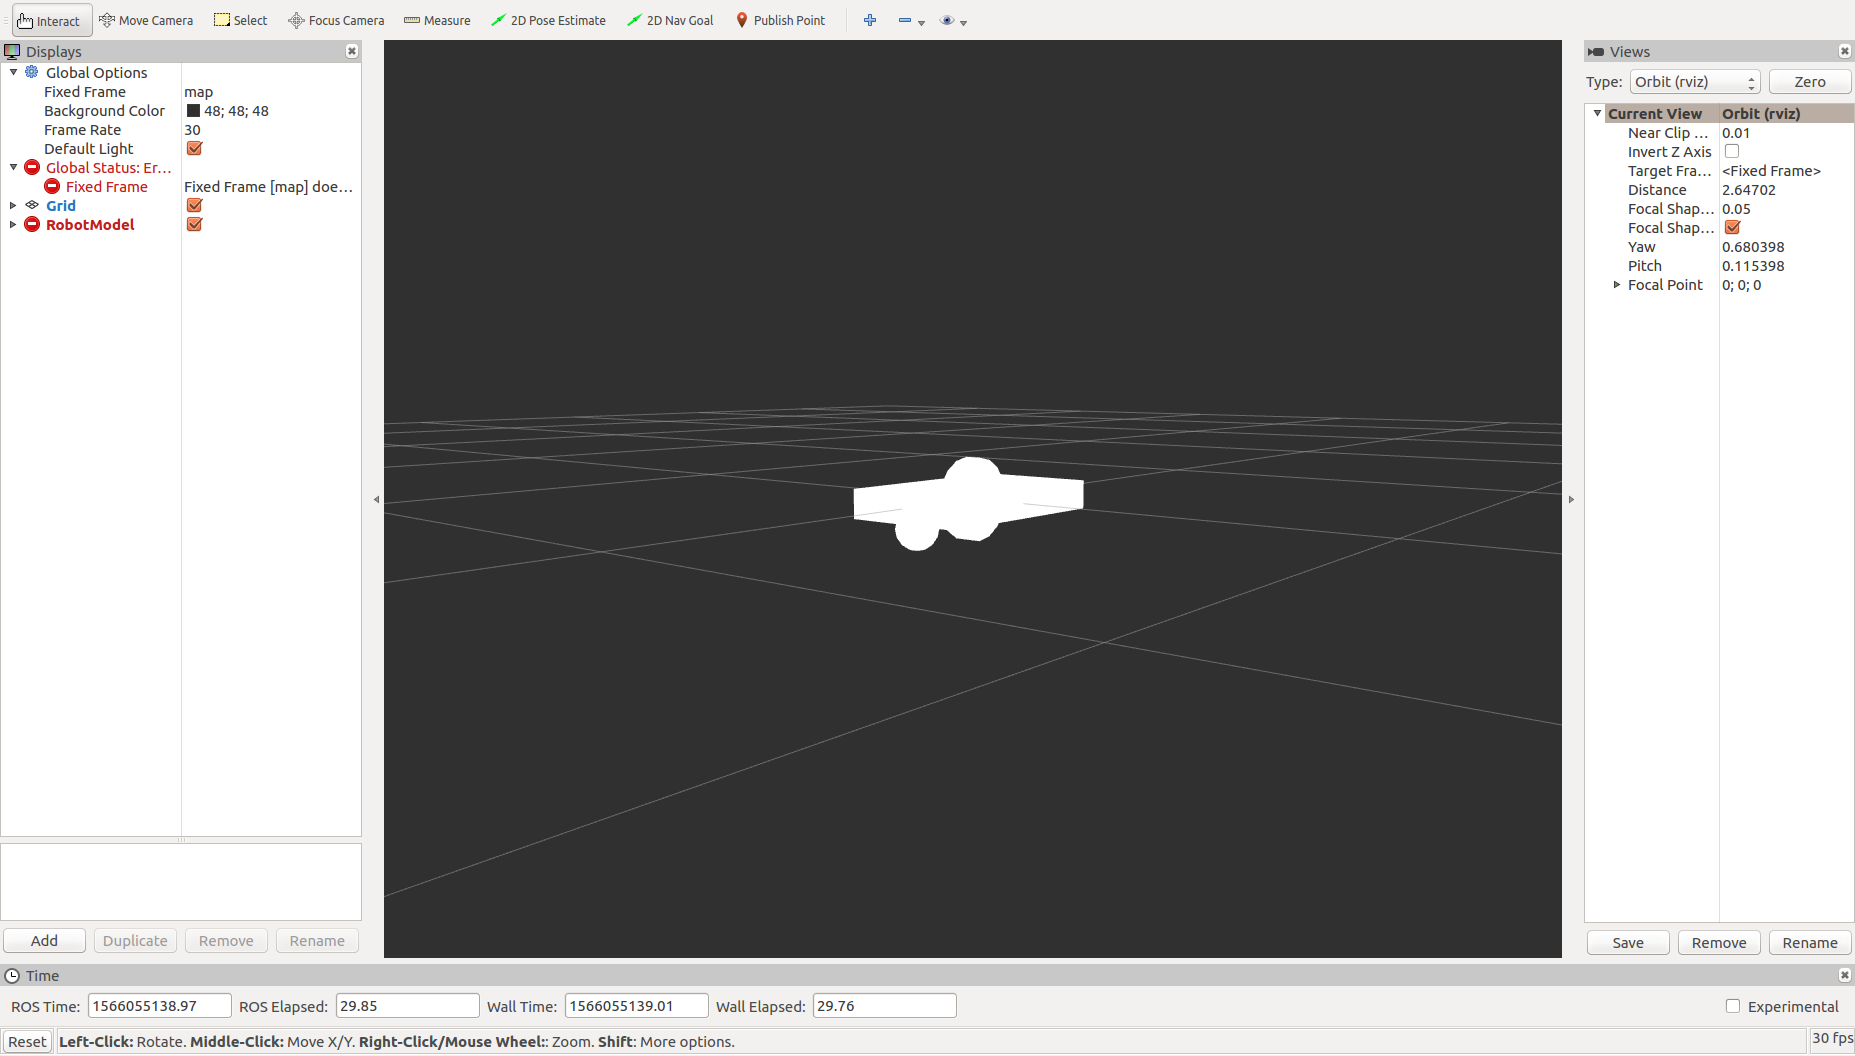 Interact Move Camera Select Focus Camera Measure 2D Pose Estimate 2D Nav Goal Publish Point
Displays
Global Options
Fixed Frame map
Background Color 48; 48; 48
Frame Rate 30
Default Light
Global Status: Er...
Fixed Frame Fixed Frame [map] doe...
Grid
RobotModel
Add Duplicate Remove Rename
Views
Type: Orbit (rviz) Zero
Current View Orbit (rviz)
Near Clip ... 0.01
Invert Z Axis
Target Fra... <Fixed Frame>
Distance 2.64702
Focal Shap... 0.05
Focal Shap...
Yaw 0.680398
Pitch 0.115398
Focal Point 0; 0; 0
Save Remove Rename
Time
ROS Time: 1566055138.97 ROS Elapsed: 29.85 Wall Time: 1566055139.01 Wall Elapsed: 29.76 Experimental
Reset Left-Click: Rotate. Middle-Click: Move X/Y. Right-Click/Mouse Wheel:: Zoom. Shift: More options. 30 fps